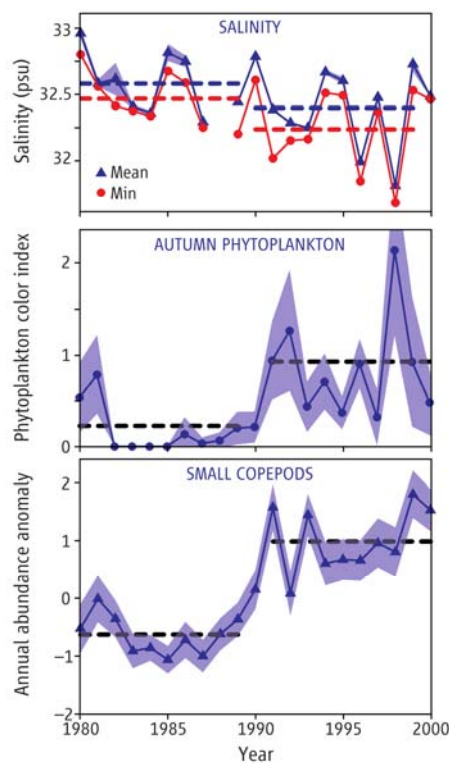 SALINITY
33
32.5
32
Salinity (psu)
Mean
Min
AUTUMN PHYTOPLANKTON
2
1
0
Phytoplankton color index
SMALL COPEPODS
2
1
0
−1
−2
Annual abundance anomaly
1980 1985 1990 1995 2000
Year